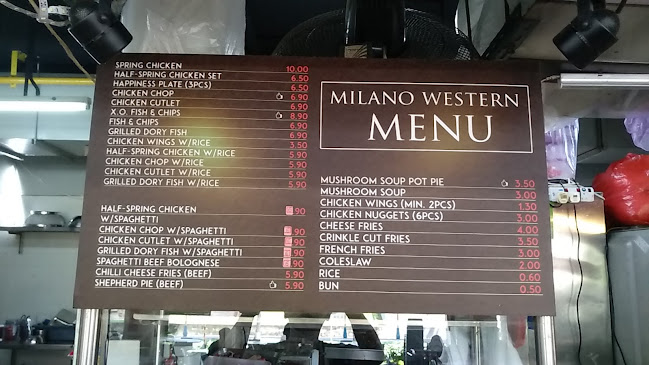 SPRING CHICKEN 10.00
HALF-SPRING CHICKEN SET 6.50
HAPPINESS PLATE (3PCS) 6.50
CHICKEN CHOP 6.90
CHICKEN CUTLET 6.90
X.O. FISH & CHIPS 8.90
FISH & CHIPS 6.90
GRILLED DORY FISH 6.90
CHICKEN WINGS W/RICE 3.50
HALF-SPRING CHICKEN W/RICE 5.90
CHICKEN CHOP W/RICE 5.90
CHICKEN CUTLET W/RICE 5.90
GRILLED DORY FISH W/RICE 5.90
HALF-SPRING CHICKEN .90
W/SPAGHETTI
CHICKEN CHOP W/SPAGHETTI .90
CHICKEN CUTLET W/SPAGHETTI .90
GRILLED DORY FISH W/SPAGHETTI .90
SPAGHETTI BEEF BOLOGNESE .90
CHILLI CHEESE FRIES (BEEF) 5.90
SHEPHERD PIE (BEEF) 5.90
MILANO WESTERN
MENU
MUSHROOM SOUP POT PIE 3.50
MUSHROOM SOUP 3.00
CHICKEN WINGS (MIN. 2PCS) 1.30
CHICKEN NUGGETS (6PCS) 3.00
CHEESE FRIES 4.00
CRINKLE CUT FRIES 3.50
FRENCH FRIES 3.00
COLESLAW 2.00
RICE 0.60
BUN 0.50